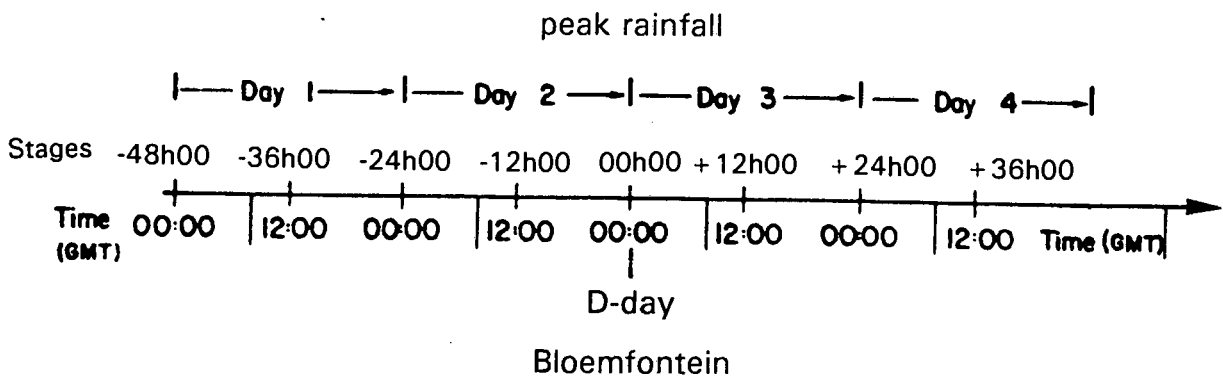 peak rainfall
Day 1 Day 2 Day 3 Day 4
Stages -48h00 -36h00 -24h00 -12h00 00h00 +12h00 +24h00 +36h00
Time 00:00 12:00 00:00 12:00 00:00 12:00 00:00 12:00 Time (GMT)
(GMT)
D-day
Bloemfontein